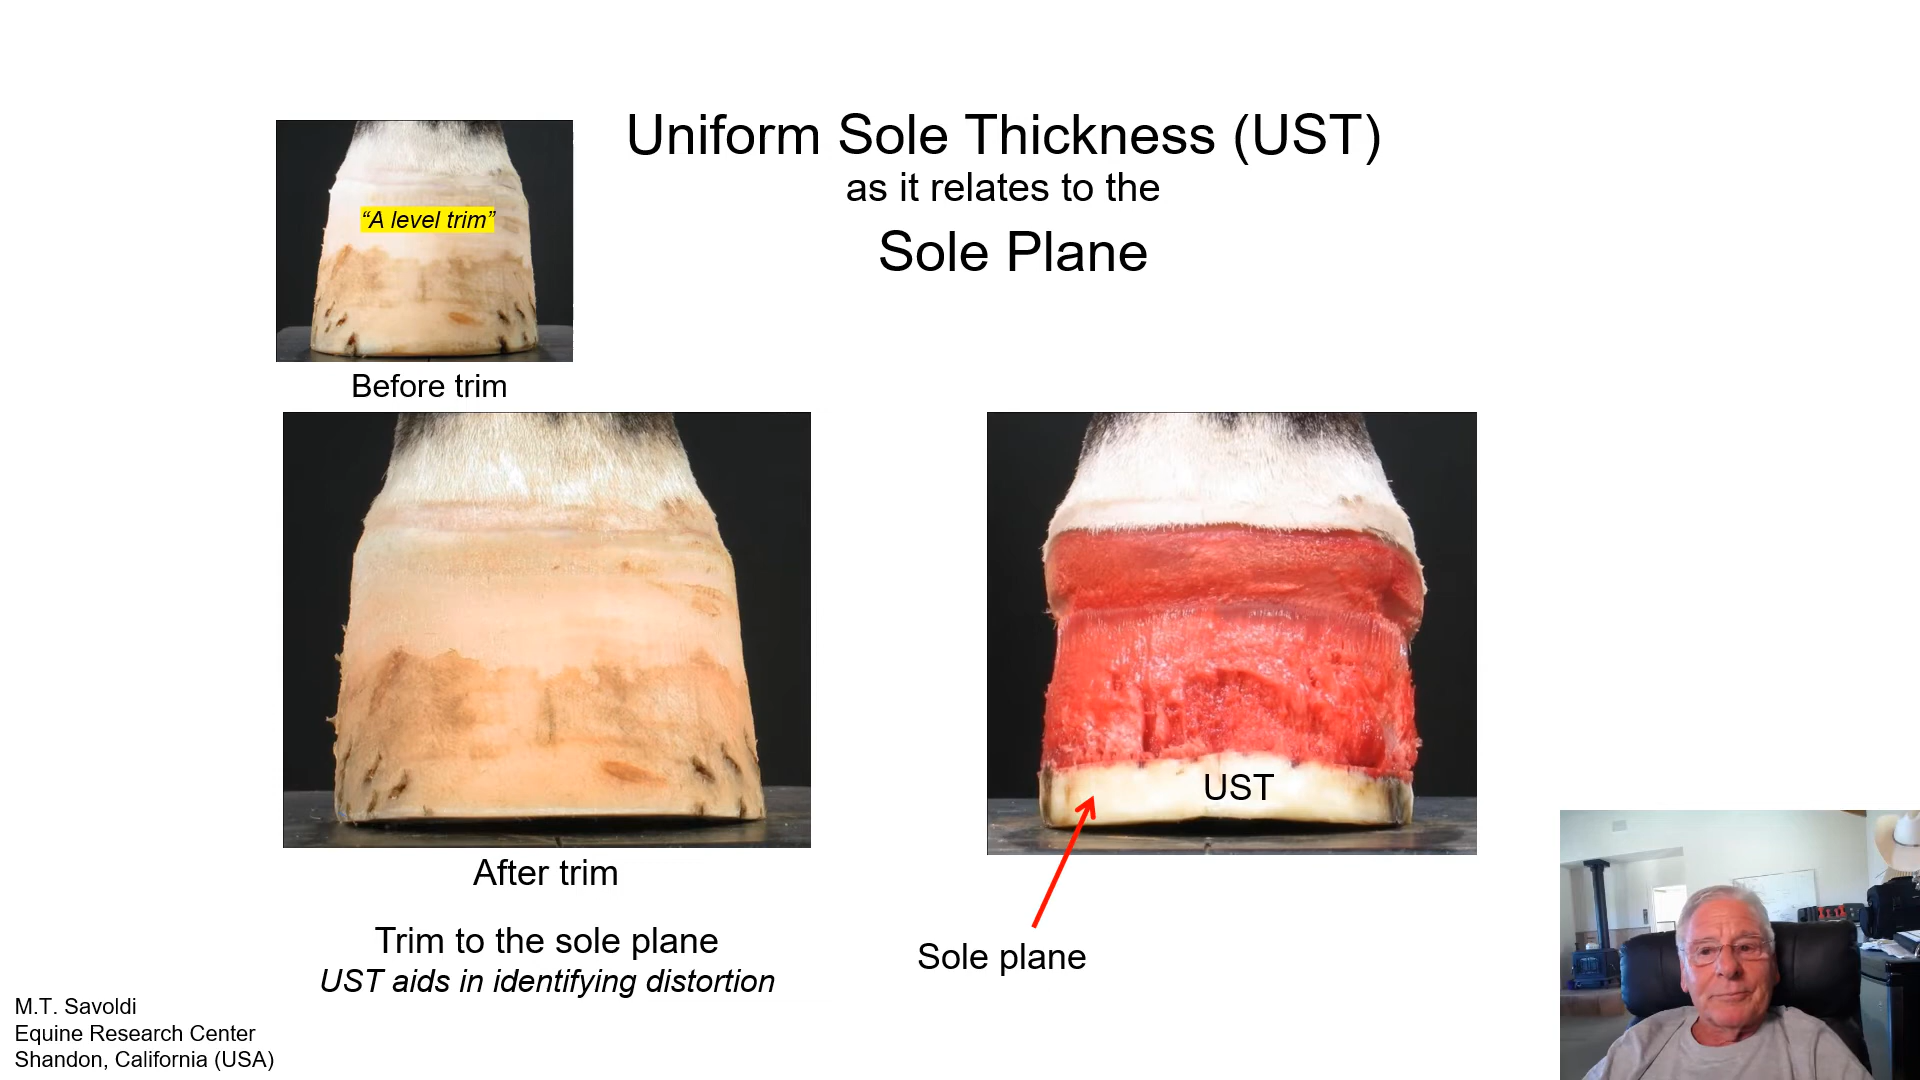 Uniform Sole Thickness (UST)
as it relates to the
Sole Plane
“A level trim”
Before trim
After trim
Trim to the sole plane
UST aids in identifying distortion
UST
Sole plane
M.T. Savoldi
Equine Research Center
Shandon, California (USA)